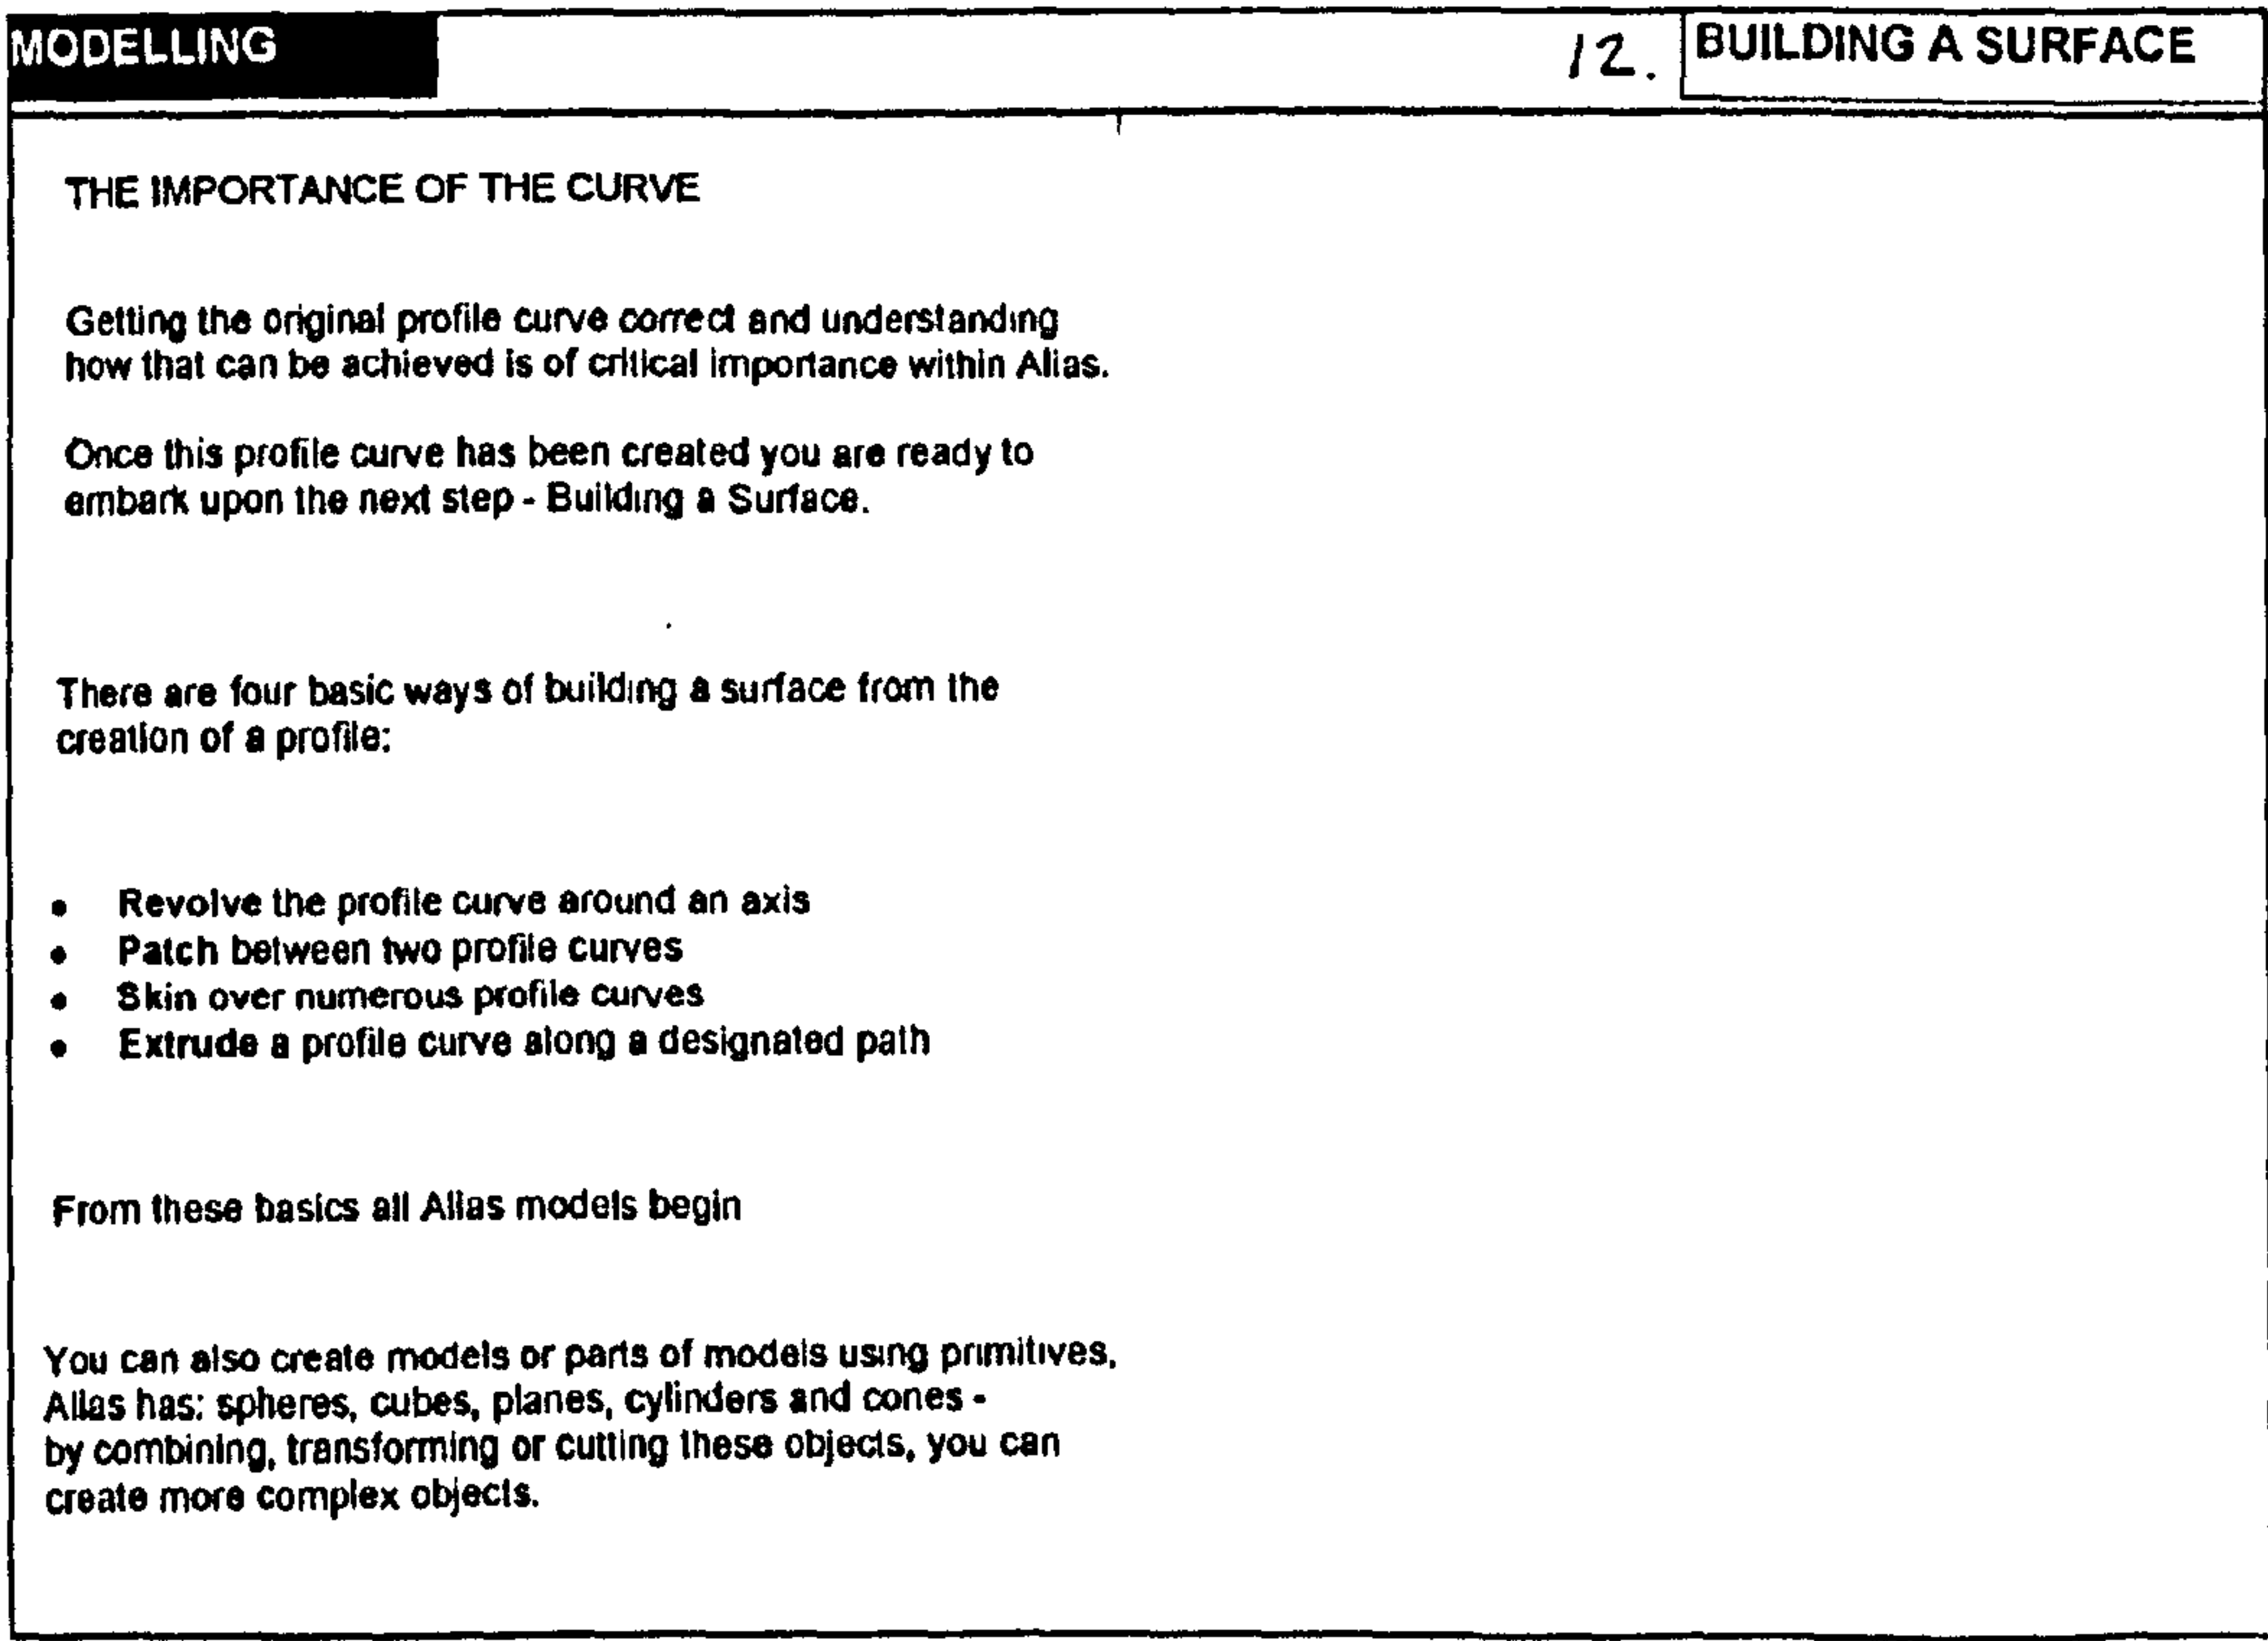 MODELLING
12.
BUILDING A SURFACE
THE IMPORTANCE OF THE CURVE
Getting the original profile curve correct and understanding
how that can be achieved is of critical importance within Alias.
Once this profile curve has been created you are ready to
embark upon the next step - Building a Surface.
There are four basic ways of building a surface from the
creation of a profile:
• Revolve the profile curve around an axis
• Patch between two profile curves
• Skin over numerous profile curves
• Extrude a profile curve along a designated path
From these basics all Alias models begin
You can also create models or parts of models using primitives,
Alias has: spheres, cubes, planes, cylinders and cones -
by combining, transforming or cutting these objects, you can
create more complex objects.